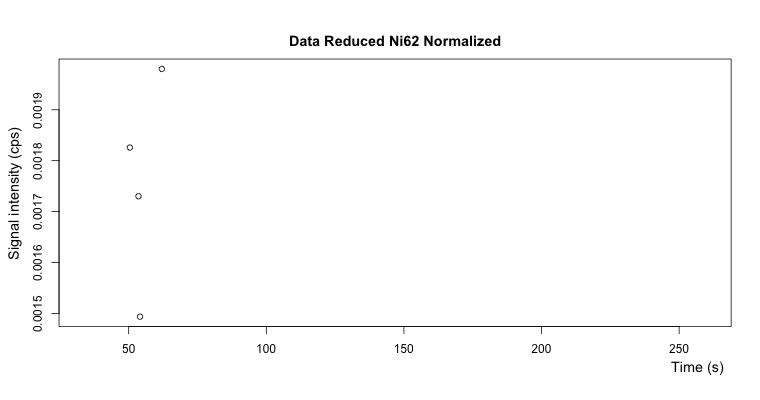 Data Reduced Ni62 Normalized
Signal intensity (cps)
0.0019
0.0018
0.0017
0.0016
0.0015
50 100 150 200 250
Time (s)